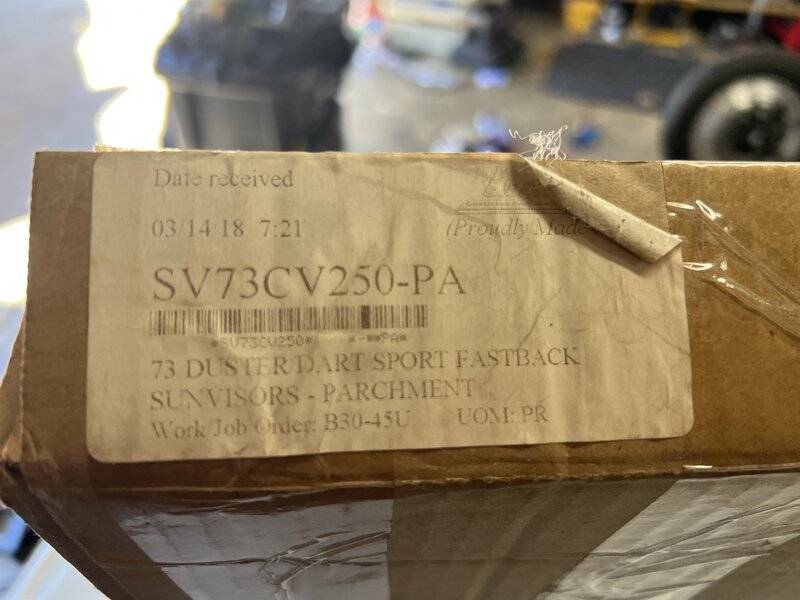 Date received
03/14/18 7:21
(Proudly Made
SV73CV250-PA
*SV73CV250* *-**PA*
73 DUSTER/DART SPORT FASTBACK
SUNVISORS - PARCHMENT
Work/Job Order: B30-45U UOM: PR